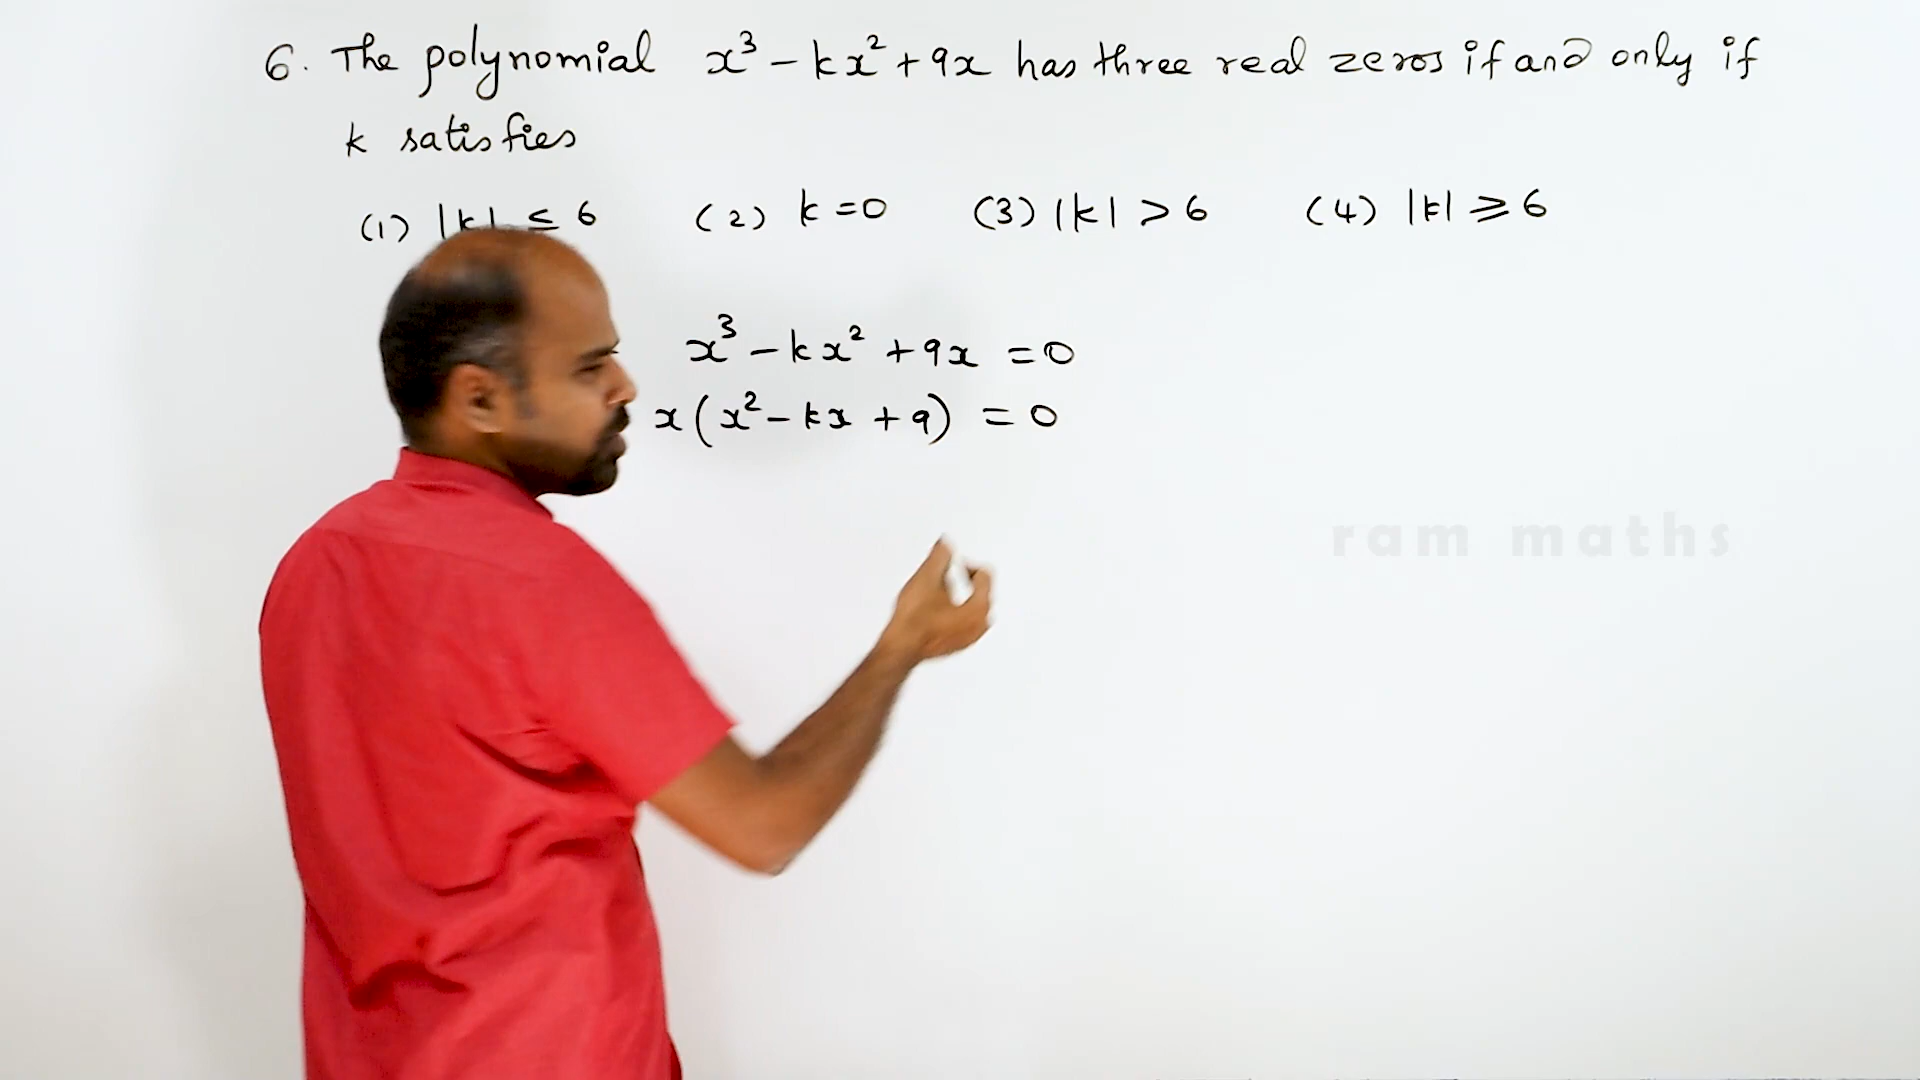 6. The polynomial x³ - kx² + 9x has three real zeros if and only if
k satisfies
(1) |k| ≤ 6 (2) k = 0 (3) |k| > 6 (4) |k| ≥ 6
x³ - kx² + 9x = 0
x(x² - kx + 9) = 0
ram maths